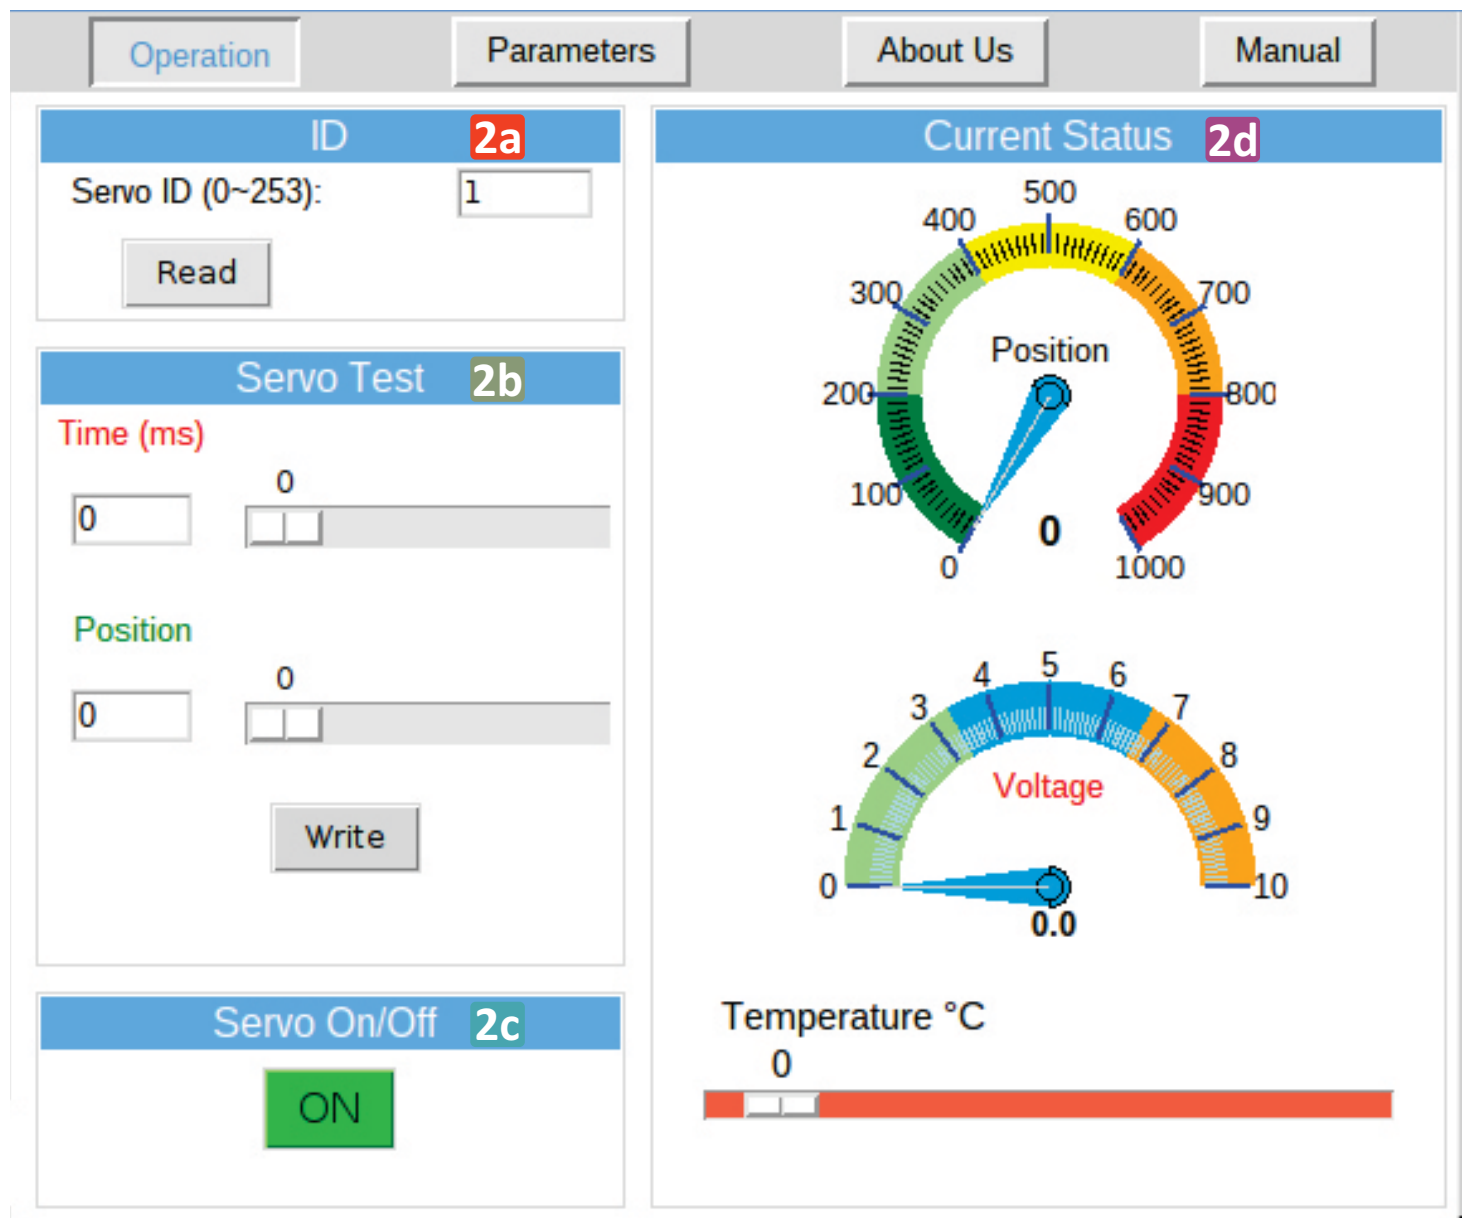 Operation Parameters About Us Manual
ID 2a
Servo ID (0~253): 1
Read
Servo Test 2b
Time (ms)
0
0
Position
0
0
Write
Servo On/Off 2c
ON
Current Status 2d
500
400 600
300 700
Position
200 800
100 900
0
0 1000
5
4 6
3 7
2 8
Voltage
1 9
0 10
0.0
Temperature °C
0